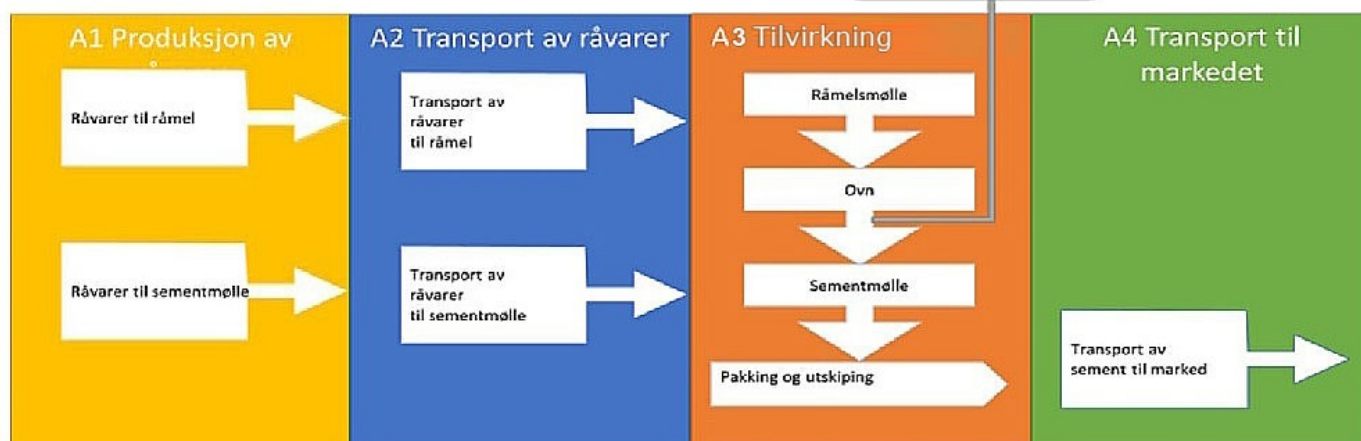 A1 Produksjon av
Råvarer til råmel
Råvarer til sementmølle
A2 Transport av råvarer
Transport av
råvarer
til råmel
Transport av
råvarer
til sementmølle
A3 Tilvirkning
Råmelsmølle
Ovn
Sementmølle
Pakking og utskiping
A4 Transport til
markedet
Transport av
sement til marked